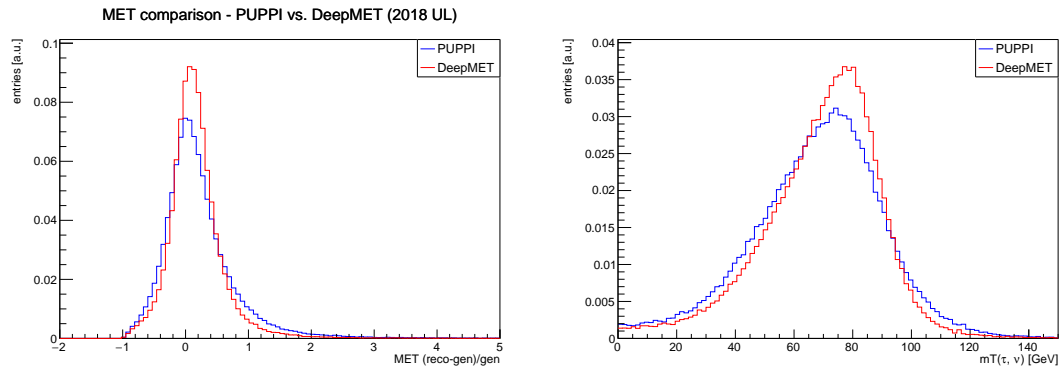 MET comparison - PUPPI vs. DeepMET (2018 UL)
entries [a.u.]
0.1
0.08
0.06
0.04
0.02
0
−2 −1 0 1 2 3 4 5
MET (reco-gen)/gen
PUPPI
DeepMET
entries [a.u.]
0.04
0.035
0.03
0.025
0.02
0.015
0.01
0.005
0
0 20 40 60 80 100 120 140
mT(τ, ν) [GeV]
PUPPI
DeepMET